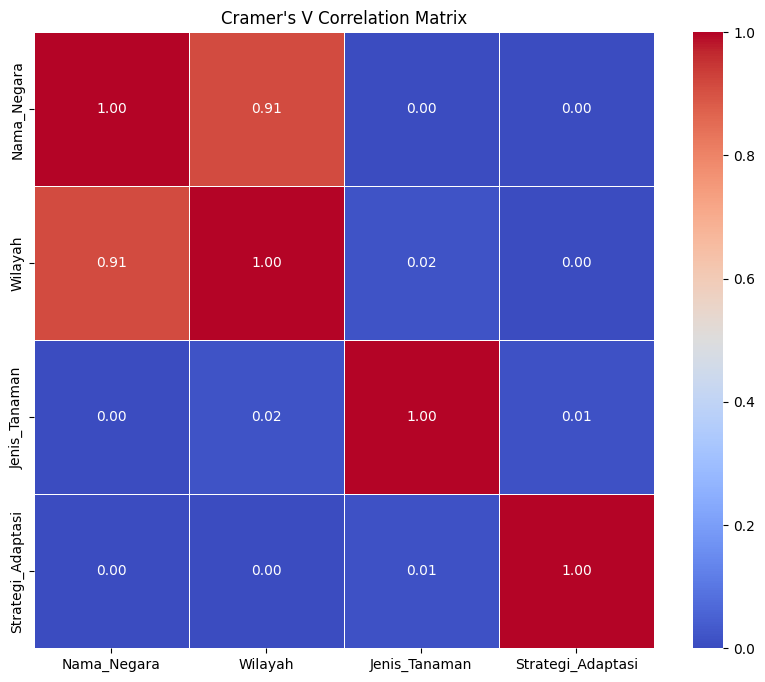 Cramer's V Correlation Matrix
Nama_Negara
1.00 0.91 0.00 0.00
Wilayah
0.91 1.00 0.02 0.00
Jenis_Tanaman
0.00 0.02 1.00 0.01
Strategi_Adaptasi
0.00 0.00 0.01 1.00
Nama_Negara Wilayah Jenis_Tanaman Strategi_Adaptasi
1.0
0.8
0.6
0.4
0.2
0.0